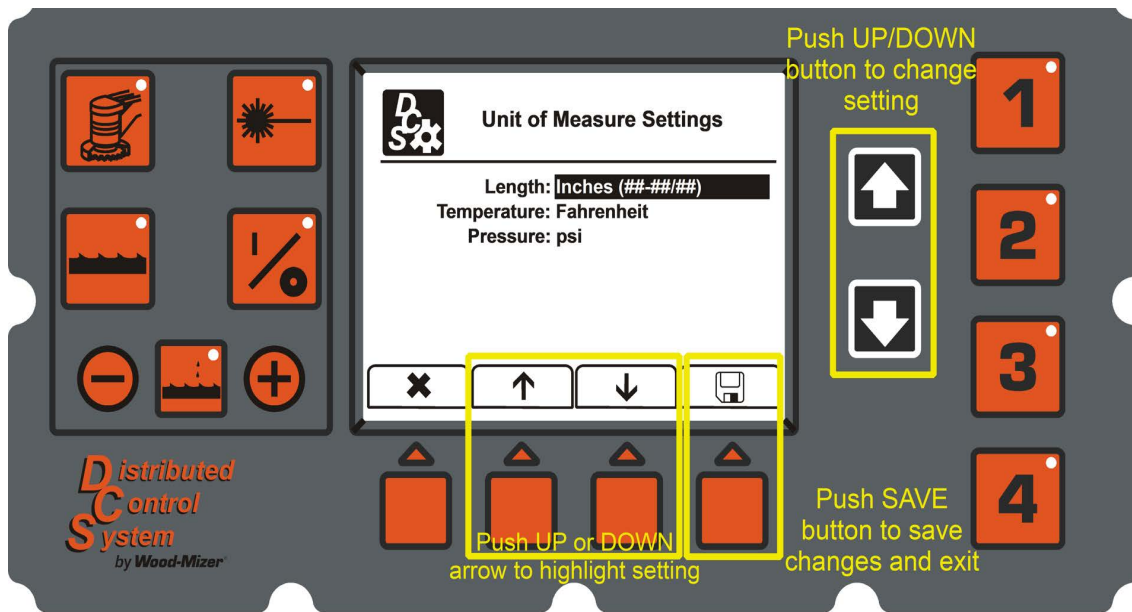 Push UP/DOWN
button to change
setting
DCS
Unit of Measure Settings
Length: Inches (##-##/##)
Temperature: Fahrenheit
Pressure: psi
1
2
3
4
Distributed
Control
System
by Wood-Mizer®
Push UP or DOWN
arrow to highlight setting
Push SAVE
button to save
changes and exit